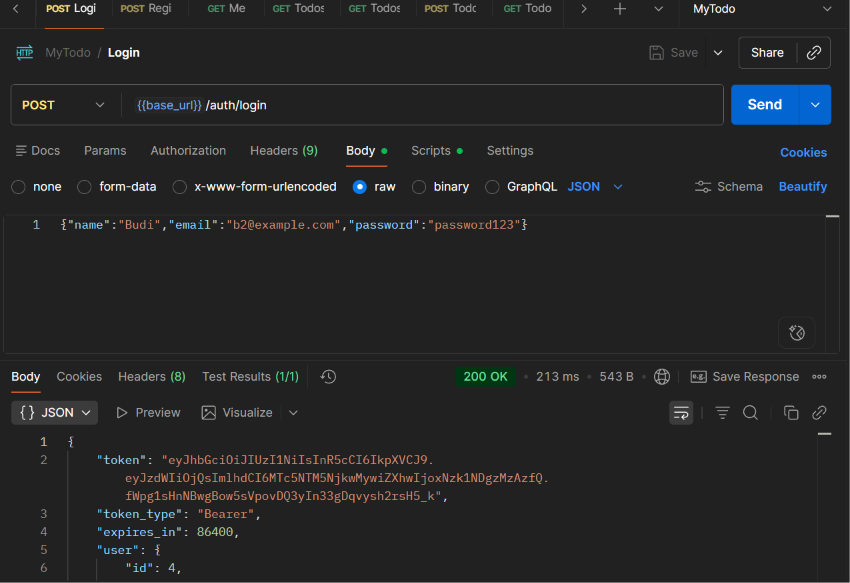 POST Logi POST Regi GET Me GET Todos GET Todos POST Todo GET Todo MyTodo
HTTP MyTodo / Login Save Share
POST {{base_url}} /auth/login Send
Docs Params Authorization Headers (9) Body Scripts Settings Cookies
none form-data x-www-form-urlencoded raw binary GraphQL JSON Schema Beautify
1 {"name":"Budi","email":"b2@example.com","password":"password123"}
Body Cookies Headers (8) Test Results (1/1) 200 OK 213 ms 543 B e.g. Save Response
{} JSON Preview Visualize
1 {
2 "token": "eyJhbGciOiJIUzI1NiIsInR5cCI6IkpXVCJ9.
eyJzdWIiOjQsImlhdCI6MTc5NTM5NjkwMywiZXhwIjoxNzk1NDgzMzAzfQ.
fWpg1sHnNBwgBow5sVpovDQ3yIn33gDqvysh2rsH5_k",
3 "token_type": "Bearer",
4 "expires_in": 86400,
5 "user": {
6 "id": 4,